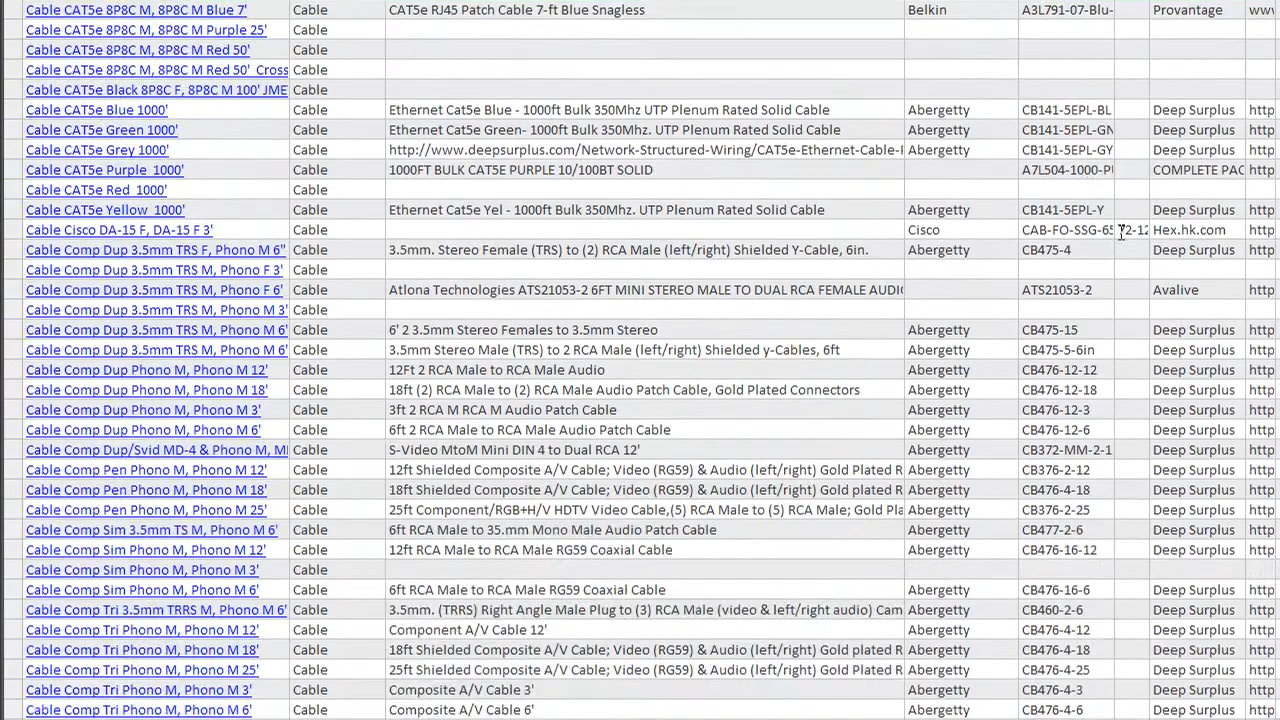 Cable CAT5e 8P8C M, 8P8C M Blue 7' Cable CAT5e RJ45 Patch Cable 7-ft Blue Snagless Belkin A3L791-07-Blu- Provantage www
Cable CAT5e 8P8C M, 8P8C M Purple 25' Cable
Cable CAT5e 8P8C M, 8P8C M Red 50' Cable
Cable CAT5e 8P8C M, 8P8C M Red 50' Cross Cable
Cable CAT5e Black 8P8C F, 8P8C M 100' JME Cable
Cable CAT5e Blue 1000' Cable Ethernet Cat5e Blue - 1000ft Bulk 350Mhz UTP Plenum Rated Solid Cable Abergetty CB141-5EPL-BL Deep Surplus http
Cable CAT5e Green 1000' Cable Ethernet Cat5e Green- 1000ft Bulk 350Mhz. UTP Plenum Rated Solid Cable Abergetty CB141-5EPL-GN Deep Surplus http
Cable CAT5e Grey 1000' Cable http://www.deepsurplus.com/Network-Structured-Wiring/CAT5e-Ethernet-Cable- Abergetty CB141-5EPL-GY Deep Surplus http
Cable CAT5e Purple  1000' Cable 1000FT BULK CAT5E PURPLE 10/100BT SOLID A7L504-1000-P COMPLETE PAC http
Cable CAT5e Red  1000' Cable
Cable CAT5e Yellow  1000' Cable Ethernet Cat5e Yel - 1000ft Bulk 350Mhz. UTP Plenum Rated Solid Cable Abergetty CB141-5EPL-Y Deep Surplus http
Cable Cisco DA-15 F, DA-15 F 3' Cable Cisco CAB-FO-SSG-65 2-12 Hex.hk.com http
Cable Comp Dup 3.5mm TRS F, Phono M 6" Cable 3.5mm. Stereo Female (TRS) to (2) RCA Male (left/right) Shielded Y-Cable, 6in. Abergetty CB475-4 Deep Surplus http
Cable Comp Dup 3.5mm TRS M, Phono F 3' Cable
Cable Comp Dup 3.5mm TRS M, Phono F 6' Cable Atlona Technologies ATS21053-2 6FT MINI STEREO MALE TO DUAL RCA FEMALE AUDIO ATS21053-2 Avalive http
Cable Comp Dup 3.5mm TRS M, Phono M 3' Cable
Cable Comp Dup 3.5mm TRS M, Phono M 6' Cable 6' 2 3.5mm Stereo Females to 3.5mm Stereo Abergetty CB475-15 Deep Surplus http
Cable Comp Dup 3.5mm TRS M, Phono M 6' Cable 3.5mm Stereo Male (TRS) to 2 RCA Male (left/right) Shielded y-Cables, 6ft Abergetty CB475-5-6in Deep Surplus http
Cable Comp Dup Phono M, Phono M 12' Cable 12Ft 2 RCA Male to RCA Male Audio Abergetty CB476-12-12 Deep Surplus http
Cable Comp Dup Phono M, Phono M 18' Cable 18ft (2) RCA Male to (2) RCA Male Audio Patch Cable, Gold Plated Connectors Abergetty CB476-12-18 Deep Surplus http
Cable Comp Dup Phono M, Phono M 3' Cable 3ft 2 RCA M RCA M Audio Patch Cable Abergetty CB476-12-3 Deep Surplus http
Cable Comp Dup Phono M, Phono M 6' Cable 6ft 2 RCA Male to RCA Male Audio Patch Cable Abergetty CB476-12-6 Deep Surplus http
Cable Comp Dup/Svid MD-4 & Phono M, M Cable S-Video MtoM Mini DIN 4 to Dual RCA 12' Abergetty CB372-MM-2-1 Deep Surplus http
Cable Comp Pen Phono M, Phono M 12' Cable 12ft Shielded Composite A/V Cable; Video (RG59) & Audio (left/right) Gold Plated R Abergetty CB376-2-12 Deep Surplus http
Cable Comp Pen Phono M, Phono M 18' Cable 18ft Shielded Composite A/V Cable; Video (RG59) & Audio (left/right) Gold plated R Abergetty CB376-4-18 Deep Surplus http
Cable Comp Pen Phono M, Phono M 25' Cable 25ft Component/RGB+H/V HDTV Video Cable,(5) RCA Male to (5) RCA Male; Gold Pla Abergetty CB376-2-25 Deep Surplus http
Cable Comp Sim 3.5mm TS M, Phono M 6' Cable 6ft RCA Male to 35.mm Mono Male Audio Patch Cable Abergetty CB477-2-6 Deep Surplus http
Cable Comp Sim Phono M, Phono M 12' Cable 12ft RCA Male to RCA Male RG59 Coaxial Cable Abergetty CB476-16-12 Deep Surplus http
Cable Comp Sim Phono M, Phono M 3' Cable
Cable Comp Sim Phono M, Phono M 6' Cable 6ft RCA Male to RCA Male RG59 Coaxial Cable Abergetty CB476-16-6 Deep Surplus http
Cable Comp Tri 3.5mm TRRS M, Phono M 6' Cable 3.5mm. (TRRS) Right Angle Male Plug to (3) RCA Male (video & left/right audio) Cam Abergetty CB460-2-6 Deep Surplus http
Cable Comp Tri Phono M, Phono M 12' Cable Component A/V Cable 12' Abergetty CB476-4-12 Deep Surplus http
Cable Comp Tri Phono M, Phono M 18' Cable 18ft Shielded Composite A/V Cable; Video (RG59) & Audio (left/right) Gold Plated R Abergetty CB476-4-18 Deep Surplus http
Cable Comp Tri Phono M, Phono M 25' Cable 25ft Shielded Composite A/V Cable; Video (RG59) & Audio (left/right) Gold Plated R Abergetty CB476-4-25 Deep Surplus http
Cable Comp Tri Phono M, Phono M 3' Cable Composite A/V Cable 3' Abergetty CB476-4-3 Deep Surplus http
Cable Comp Tri Phono M, Phono M 6' Cable Composite A/V Cable 6' Abergetty CB476-4-6 Deep Surplus http